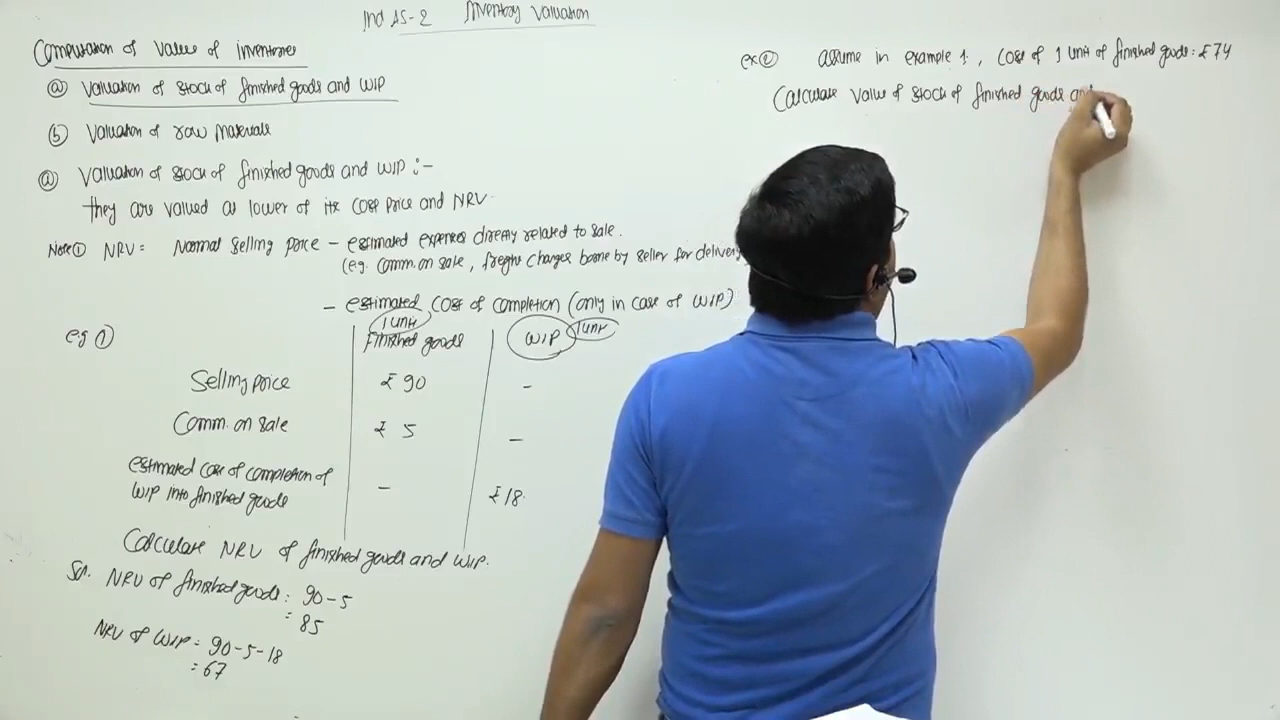 Ind AS-2 Inventory Valuation
Computation of Value of inventories
ⓐ Valuation of stock of finished goods and WIP
ⓑ Valuation of raw materials
ⓐ Valuation of stock of finished goods and WIP :-
they are valued at lower of its cost price and NRV.
Note ① NRV = Normal selling price - estimated expenses directly related to sale.
(eg. comm. on sale, freight charges borne by seller for delivery
- estimated cost of completion (only in case of WIP)
eg ①
1 unit
Finished goods
WIP 1 unit
Selling price ₹ 90 -
Comm. on sale ₹ 5 -
estimated cost of completion of
WIP into finished goods - ₹ 18.
Calculate NRV of finished goods and WIP.
Sol. NRV of finished goods = 90-5
= 85
NRV of WIP = 90-5-18
= 67
ex ② Assume in example 1, cost of 1 unit of finished goods = ₹ 74
Calculate value of stock of finished goods and